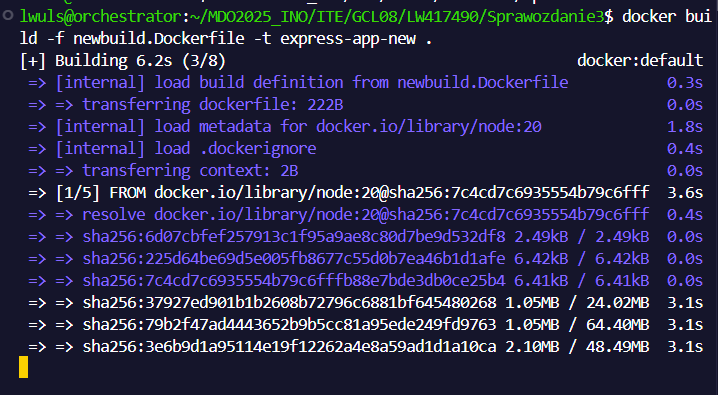 lwuls@orchestrator:~/MDO2025_INO/ITE/GCL08/LW417490/Sprawozdanie3$ docker bui
ld -f newbuild.Dockerfile -t express-app-new .
[+] Building 6.2s (3/8) docker:default
=> [internal] load build definition from newbuild.Dockerfile 0.3s
=> => transferring dockerfile: 222B 0.0s
=> [internal] load metadata for docker.io/library/node:20 1.8s
=> [internal] load .dockerignore 0.4s
=> => transferring context: 2B 0.0s
=> [1/5] FROM docker.io/library/node:20@sha256:7c4cd7c6935554b79c6fff 3.6s
=> => resolve docker.io/library/node:20@sha256:7c4cd7c6935554b79c6fff 0.4s
=> => sha256:6d07cbfef257913c1f95a9ae8c80d7be9d532df8 2.49kB / 2.49kB 0.0s
=> => sha256:225d64be69d5e005fb8677c55d0b7ea46b1d1afe 6.42kB / 6.42kB 0.0s
=> => sha256:7c4cd7c6935554b79c6fffb88e7bde3db0ce25b4 6.41kB / 6.41kB 0.0s
=> => sha256:37927ed901b1b2608b72796c6881bf645480268 1.05MB / 24.02MB 3.1s
=> => sha256:79b2f47ad4443652b9b5cc81a95ede249fd9763 1.05MB / 64.40MB 3.1s
=> => sha256:3e6b9d1a95114e19f12262a4e8a59ad1d1a10ca 2.10MB / 48.49MB 3.1s